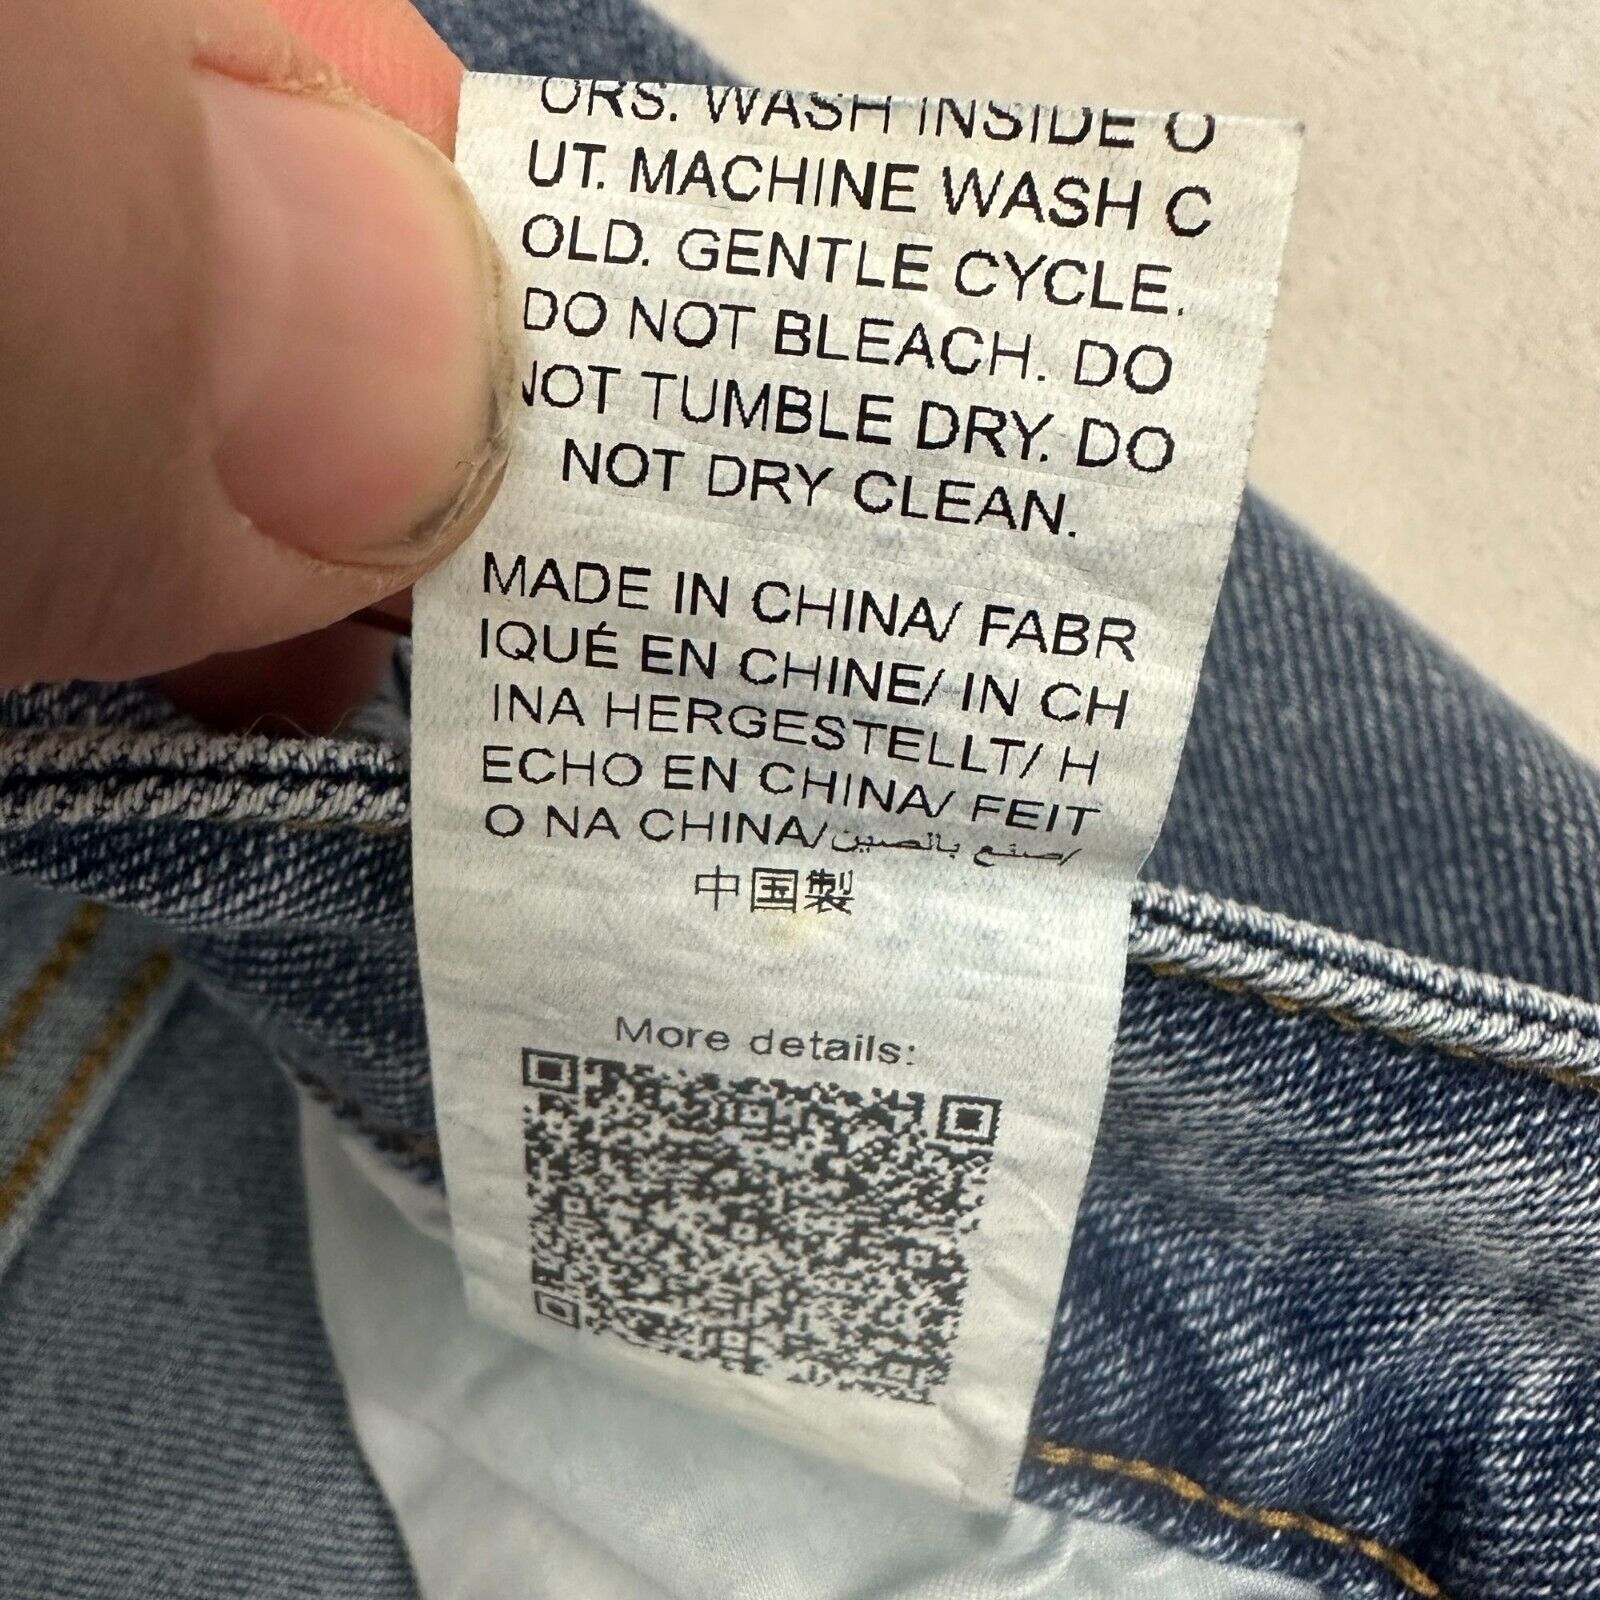 ORS. WASH INSIDE O
UT. MACHINE WASH C
OLD. GENTLE CYCLE.
DO NOT BLEACH. DO
NOT TUMBLE DRY. DO
NOT DRY CLEAN.
MADE IN CHINA/ FABR
IQUÉ EN CHINE/ IN CH
INA HERGESTELLT/ H
ECHO EN CHINA/ FEIT
O NA CHINA/صنع بالصين/
中国製
More details: